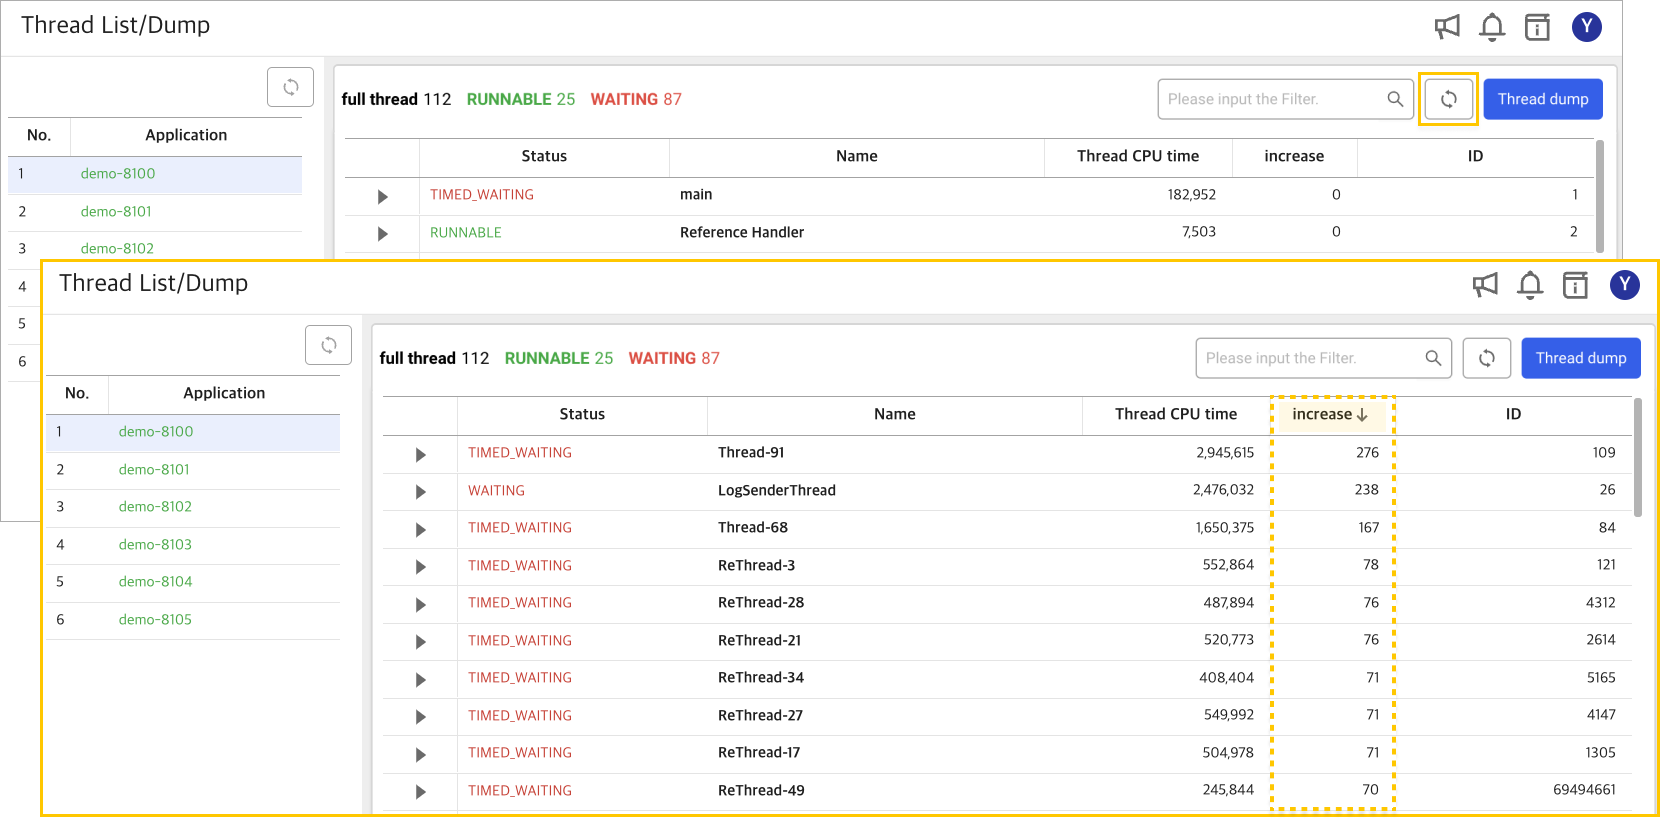 Thread List/Dump
Y
full thread 112 RUNNABLE 25 WAITING 87
Please input the Filter.
Thread dump
No. Application
1 demo-8100
2 demo-8101
3 demo-8102
4
5
6
Status Name Thread CPU time increase ID
TIMED_WAITING main 182,952 0 1
RUNNABLE Reference Handler 7,503 0 2
Thread List/Dump
Y
full thread 112 RUNNABLE 25 WAITING 87
Please input the Filter.
Thread dump
No. Application
1 demo-8100
2 demo-8101
3 demo-8102
4 demo-8103
5 demo-8104
6 demo-8105
Status Name Thread CPU time increase ↓ ID
TIMED_WAITING Thread-91 2,945,615 276 109
WAITING LogSenderThread 2,476,032 238 26
TIMED_WAITING Thread-68 1,650,375 167 84
TIMED_WAITING ReThread-3 552,864 78 121
TIMED_WAITING ReThread-28 487,894 76 4312
TIMED_WAITING ReThread-21 520,773 76 2614
TIMED_WAITING ReThread-34 408,404 71 5165
TIMED_WAITING ReThread-27 549,992 71 4147
TIMED_WAITING ReThread-17 504,978 71 1305
TIMED_WAITING ReThread-49 245,844 70 69494661